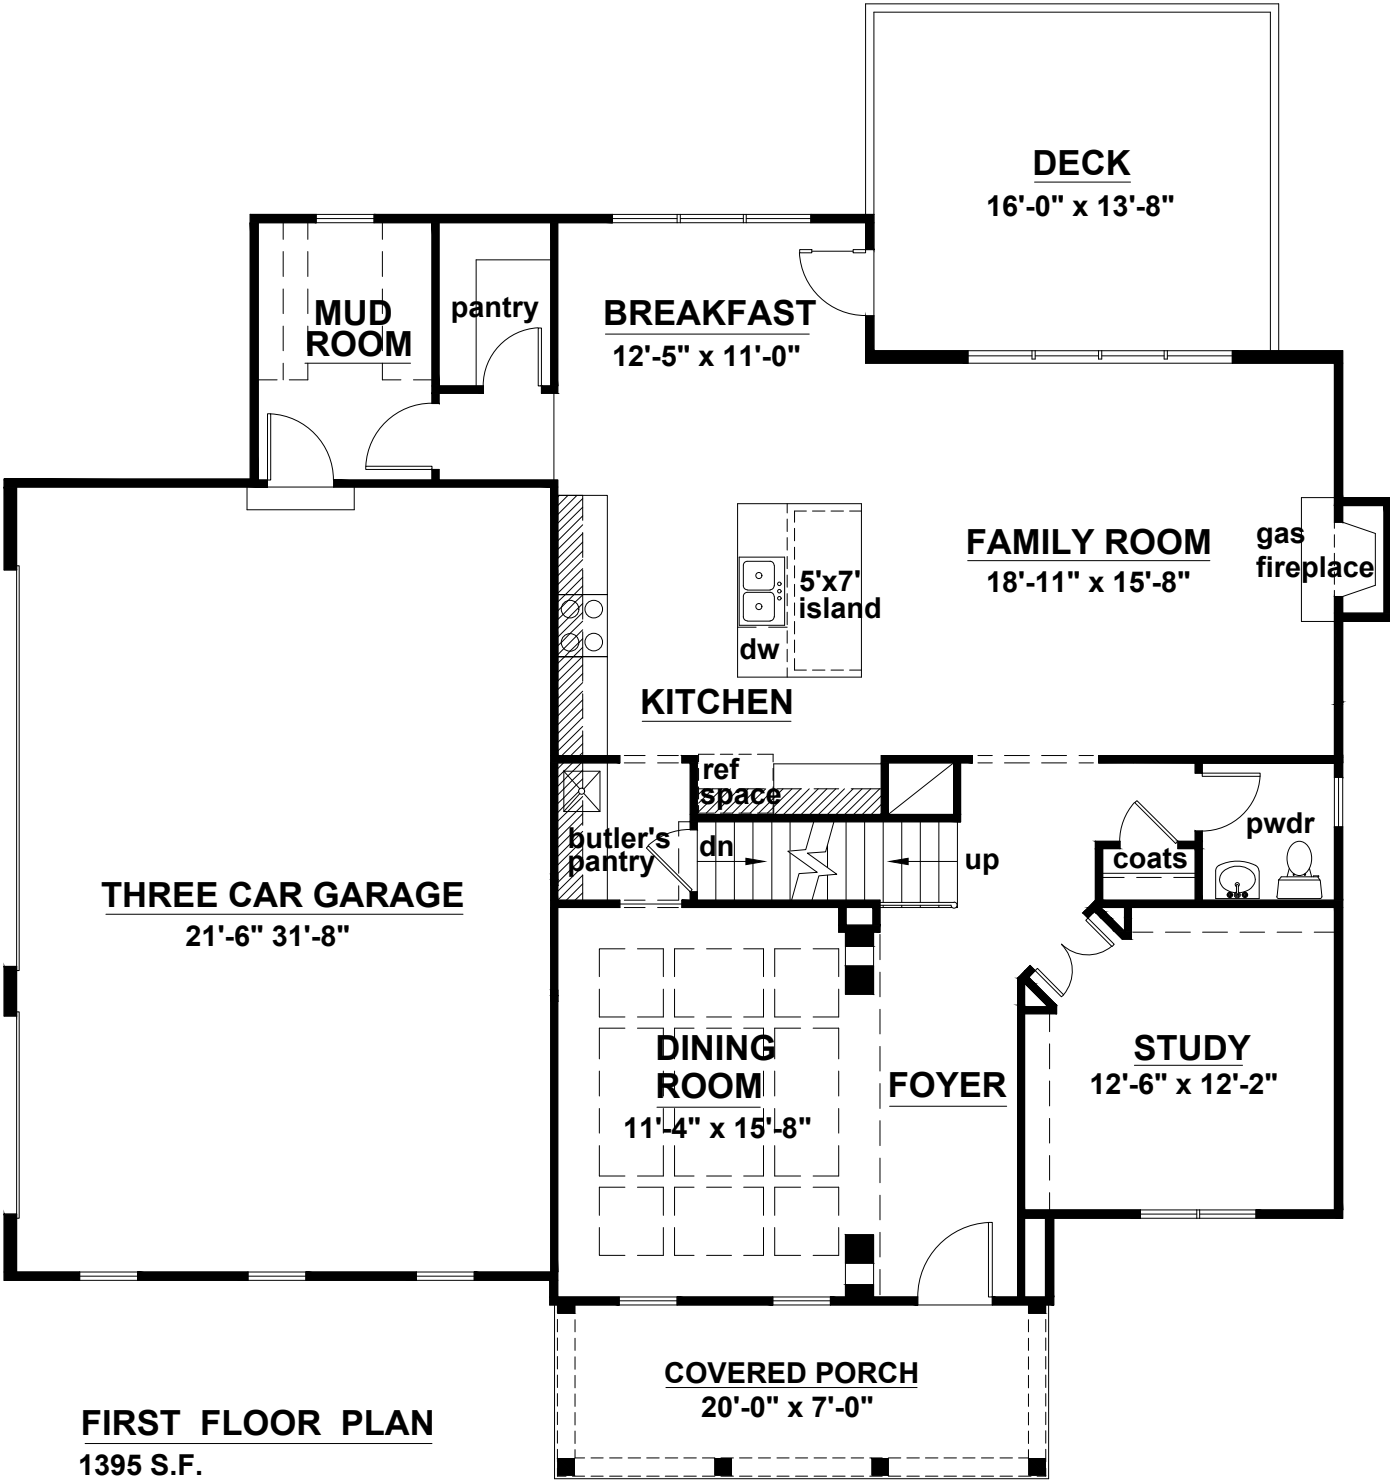 DECK
16'-0" x 13'-8"
MUD
ROOM
pantry
BREAKFAST
12'-5" x 11'-0"
FAMILY ROOM
18'-11" x 15'-8"
gas
fireplace
5'x7'
island
dw
KITCHEN
ref
space
butler's
pantry
dn
up
coats
pwdr
THREE CAR GARAGE
21'-6" 31'-8"
DINING
ROOM
11'-4" x 15'-8"
FOYER
STUDY
12'-6" x 12'-2"
COVERED PORCH
20'-0" x 7'-0"
FIRST FLOOR PLAN
1395 S.F.